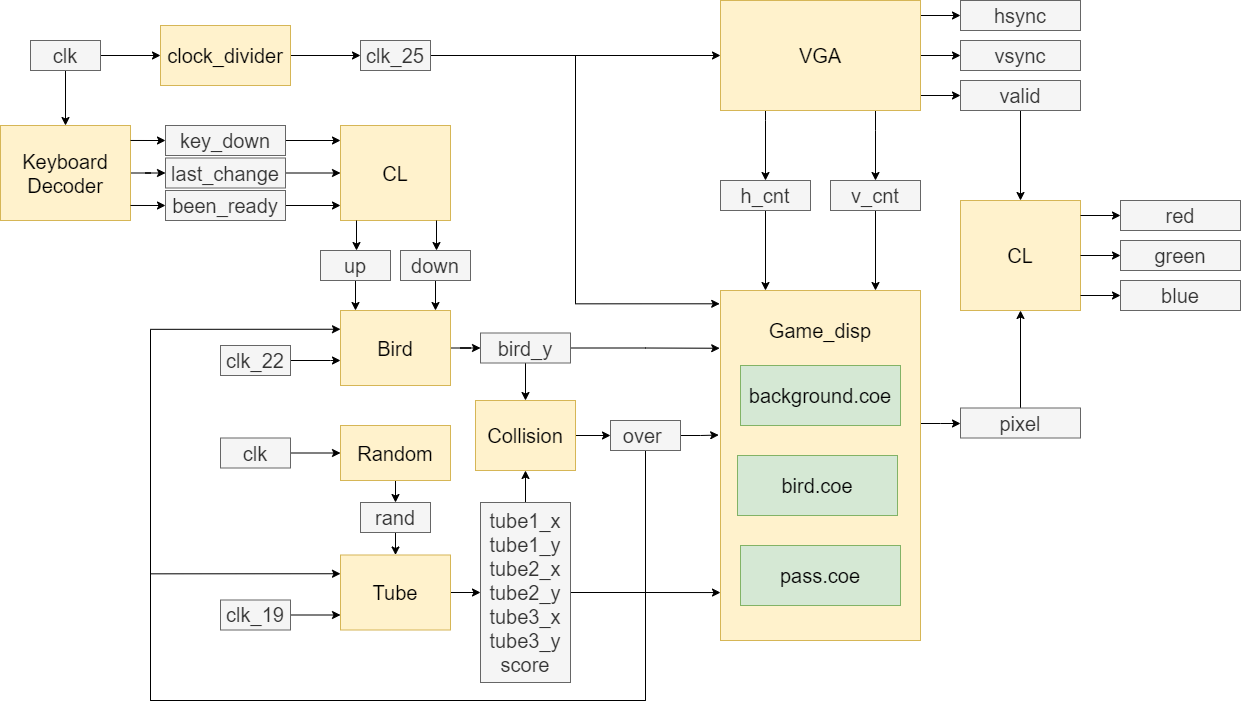 hsync
clk
clock_divider
clk_25
VGA
vsync
valid
Keyboard
Decoder
key_down
last_change
been_ready
CL
h_cnt
v_cnt
red
CL
green
blue
up
down
Bird
clk_22
bird_y
Game_disp
background.coe
Collision
over
pixel
clk
Random
bird.coe
rand
tube1_x
tube1_y
tube2_x
tube2_y
tube3_x
tube3_y
score
Tube
clk_19
pass.coe